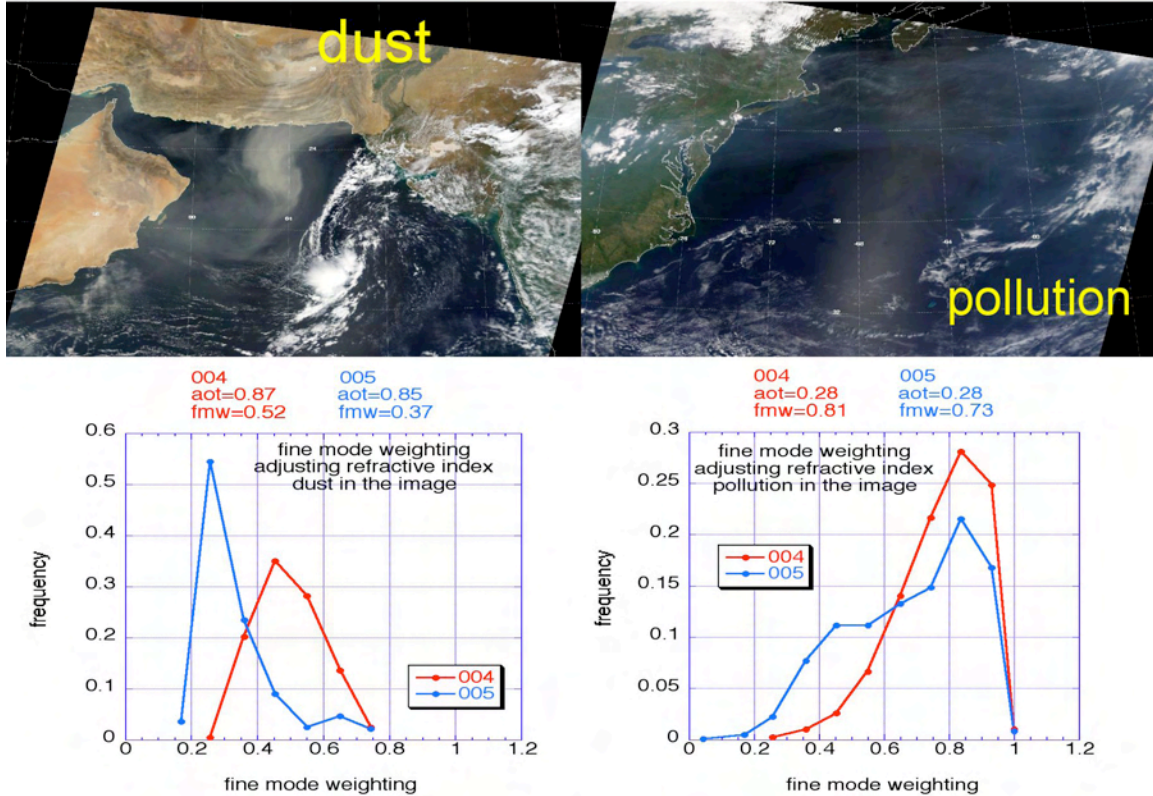 dust
pollution
004
aot=0.87
fmw=0.52
005
aot=0.85
fmw=0.37
0.6
0.5
0.4
0.3
0.2
0.1
0
frequency
fine mode weighting
adjusting refractive index
dust in the image
004
005
0
0.2
0.4
0.6
0.8
1
1.2
fine mode weighting
004
aot=0.28
fmw=0.81
005
aot=0.28
fmw=0.73
0.3
0.25
0.2
0.15
0.1
0.05
0
frequency
fine mode weighting
adjusting refractive index
pollution in the image
004
005
0
0.2
0.4
0.6
0.8
1
1.2
fine mode weighting